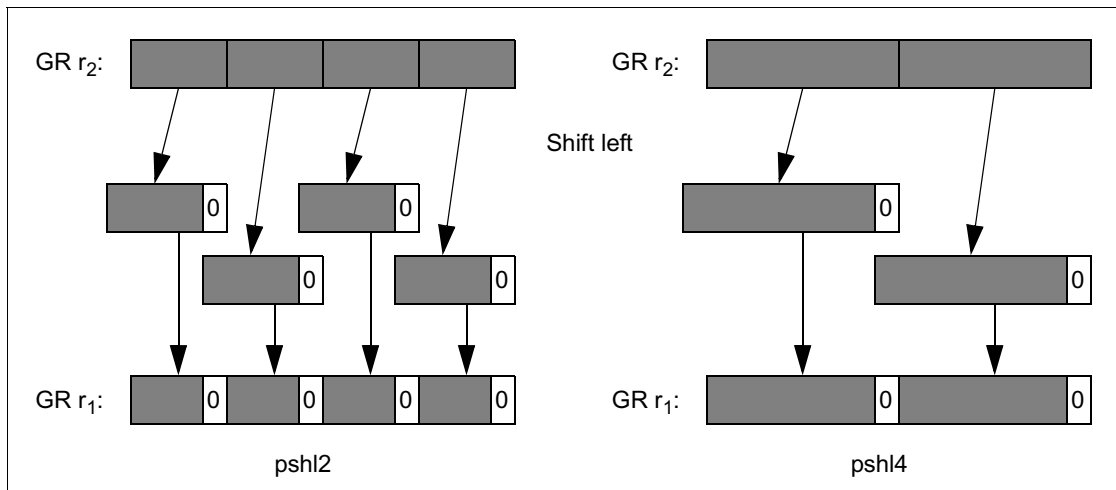 GR r2: GR r2:
Shift left
0 0 0
0 0 0
GR r1: 0 0 0 0 GR r1: 0 0
pshl2 pshl4